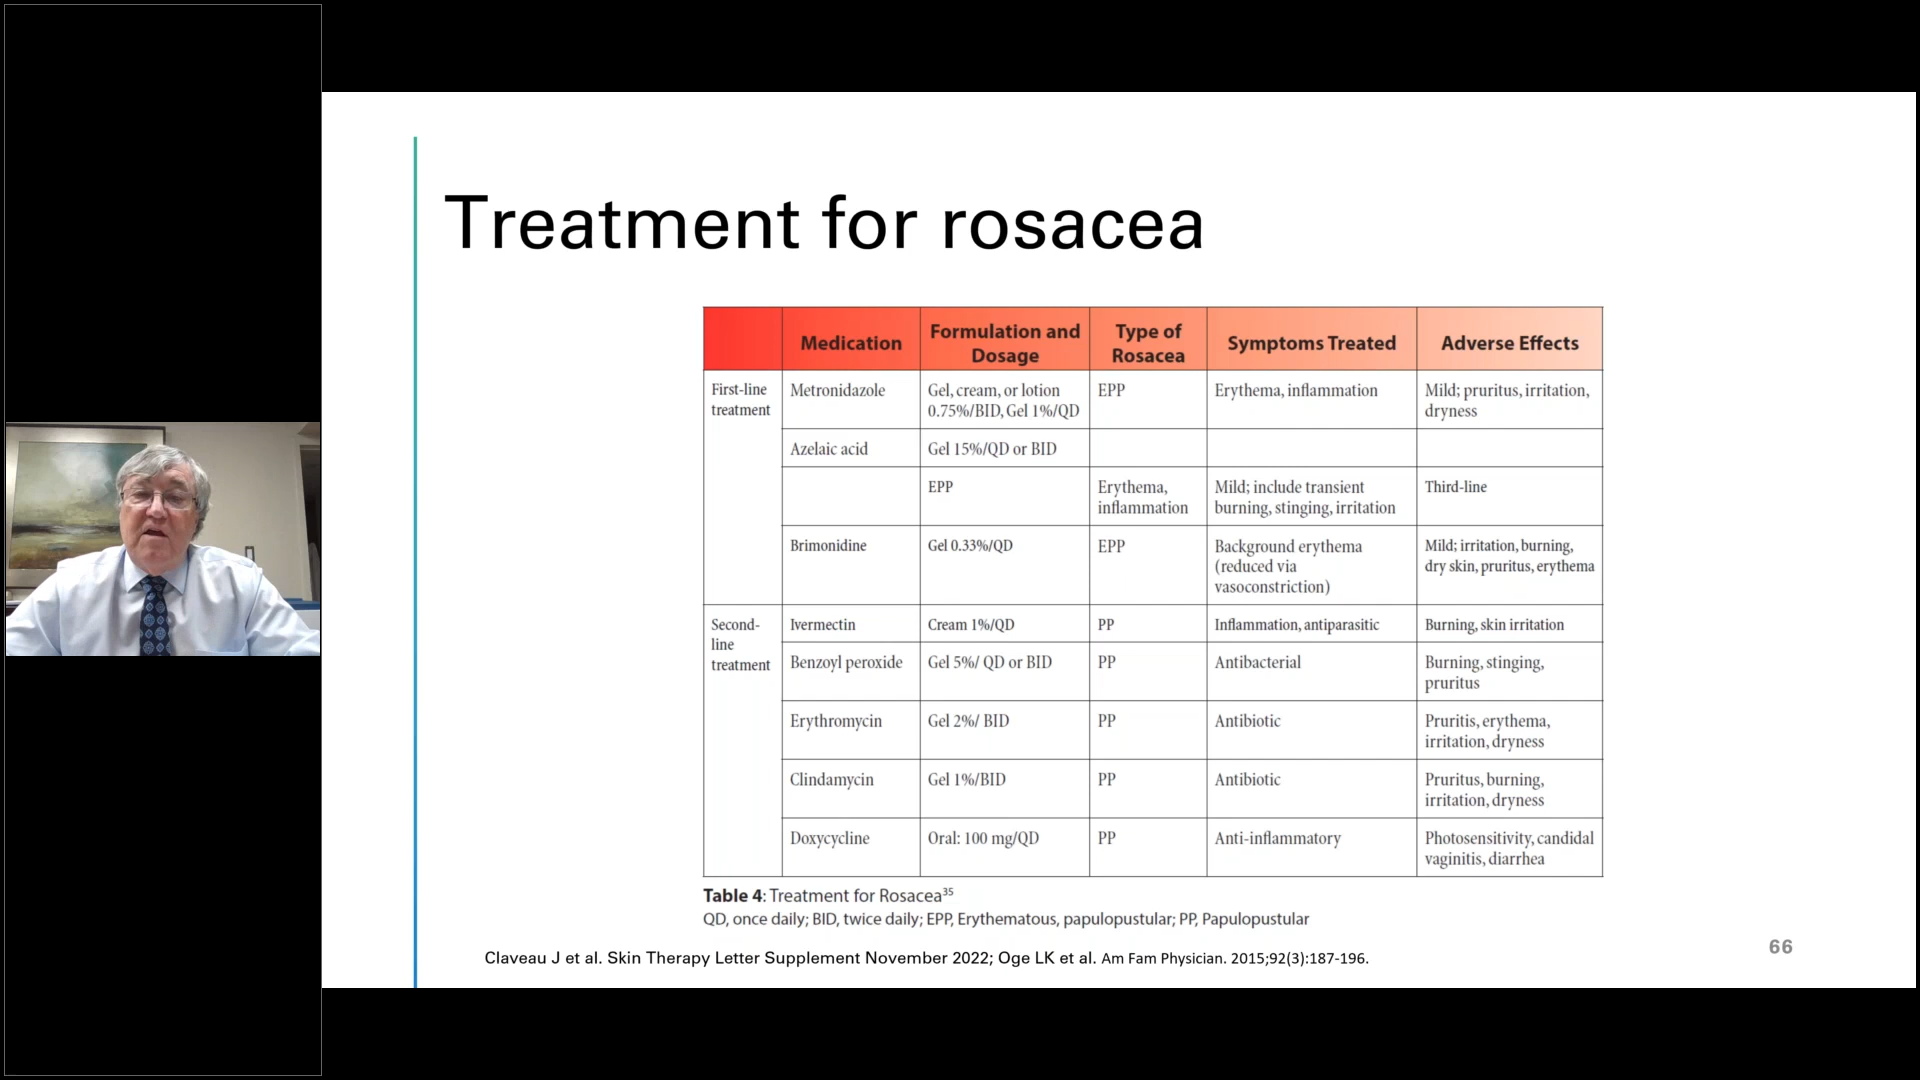 Treatment for rosacea
Medication
Formulation and
Dosage
Type of
Rosacea
Symptoms Treated
Adverse Effects
First-line
treatment
Metronidazole
Gel, cream, or lotion
0.75%/BID, Gel 1%/QD
EPP
Erythema, inflammation
Mild; pruritus, irritation,
dryness
Azelaic acid
Gel 15%/QD or BID
EPP
Erythema,
inflammation
Mild; include transient
burning, stinging, irritation
Third-line
Brimonidine
Gel 0.33%/QD
EPP
Background erythema
(reduced via
vasoconstriction)
Mild; irritation, burning,
dry skin, pruritus, erythema
Second-
line
treatment
Ivermectin
Cream 1%/QD
PP
Inflammation, antiparasitic
Burning, skin irritation
Benzoyl peroxide
Gel 5%/ QD or BID
PP
Antibacterial
Burning, stinging,
pruritus
Erythromycin
Gel 2%/ BID
PP
Antibiotic
Pruritis, erythema,
irritation, dryness
Clindamycin
Gel 1%/BID
PP
Antibiotic
Pruritus, burning,
irritation, dryness
Doxycycline
Oral: 100 mg/QD
PP
Anti-inflammatory
Photosensitivity, candidal
vaginitis, diarrhea
Table 4: Treatment for Rosacea³⁵
QD, once daily; BID, twice daily; EPP, Erythematous, papulopustular; PP, Papulopustular
Claveau J et al. Skin Therapy Letter Supplement November 2022; Oge LK et al. Am Fam Physician. 2015;92(3):187-196.
66